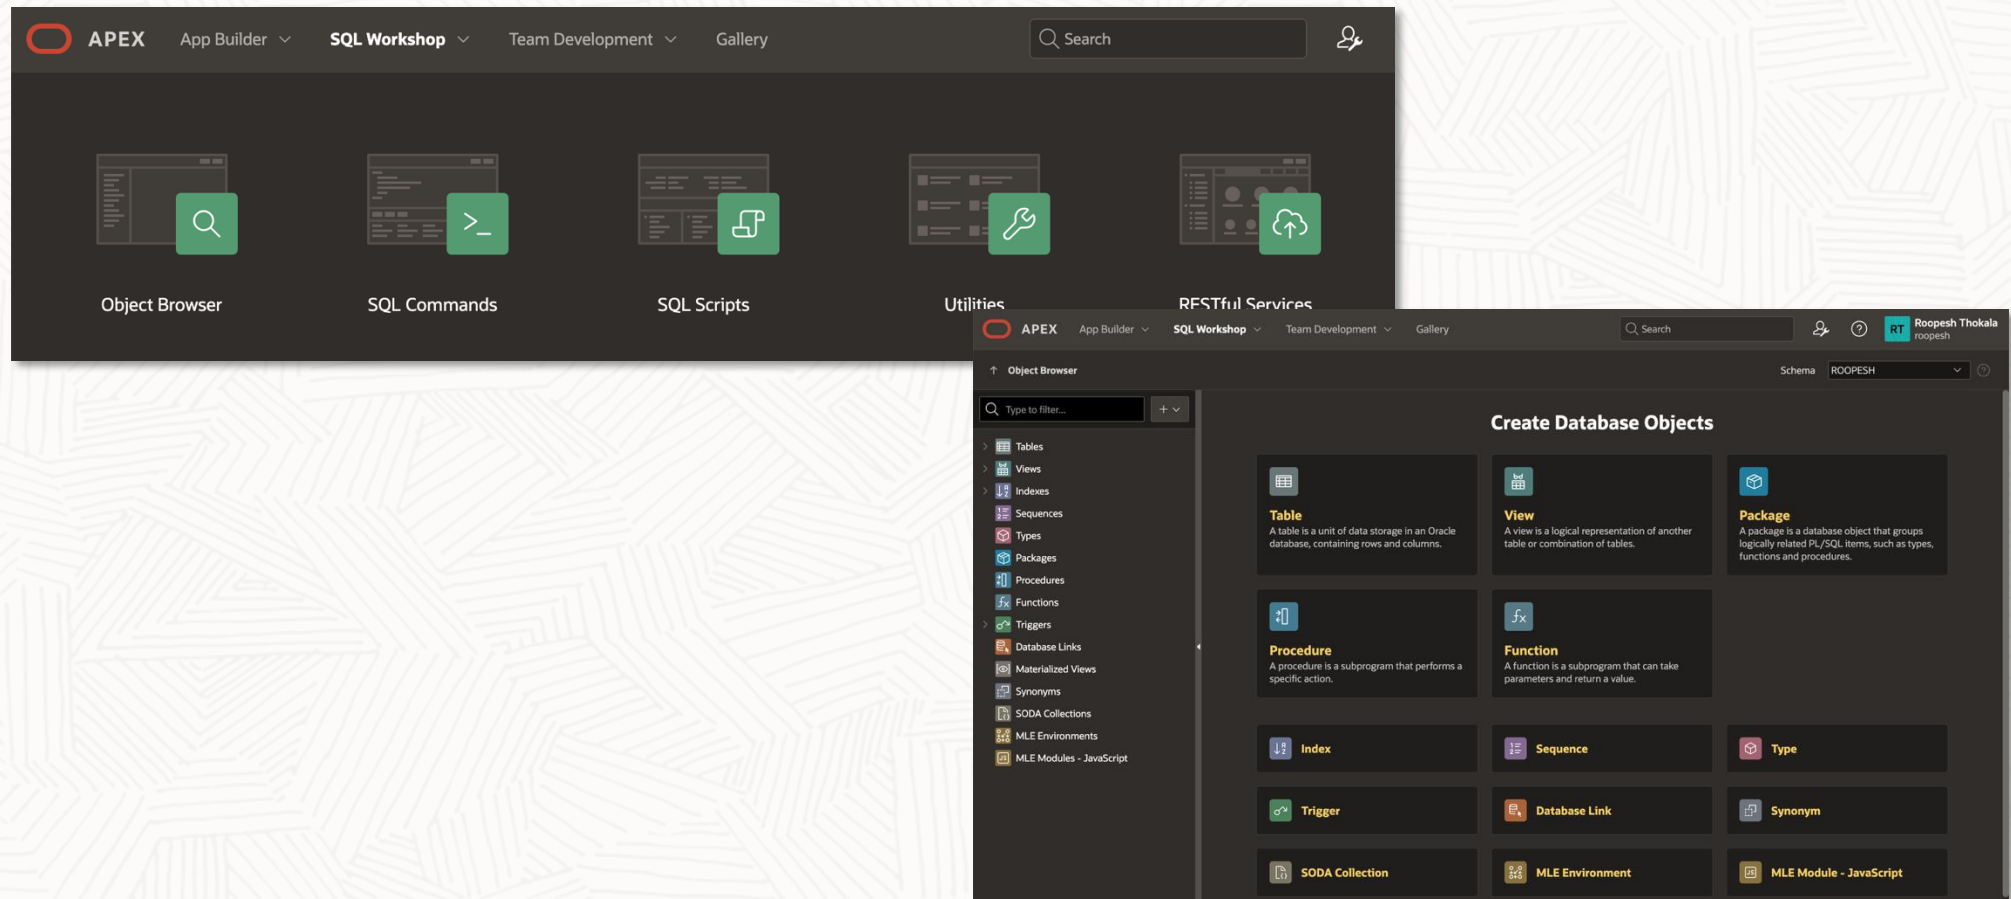 APEX App Builder SQL Workshop Team Development Gallery Search
Object Browser SQL Commands SQL Scripts Utilities RESTful Services
APEX App Builder SQL Workshop Team Development Gallery Search RT Roopesh Thokala
roopesh
Object Browser Schema ROOPESH
Type to filter...
Tables
Views
Indexes
Sequences
Types
Packages
Procedures
Functions
Triggers
Database Links
Materialized Views
Synonyms
SODA Collections
MLE Environments
MLE Modules - JavaScript
Create Database Objects
Table
A table is a unit of data storage in an Oracle
database, containing rows and columns.
View
A view is a logical representation of another
table or combination of tables.
Package
A package is a database object that groups
logically related PL/SQL items, such as types,
functions and procedures.
Procedure
A procedure is a subprogram that performs a
specific action.
Function
A function is a subprogram that can take
parameters and return a value.
Index
Sequence
Type
Trigger
Database Link
Synonym
SODA Collection
MLE Environment
MLE Module - JavaScript